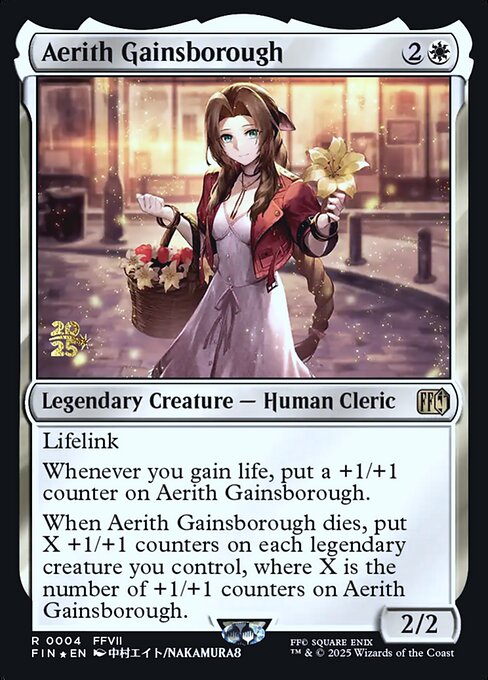 Aerith Gainsborough 2
2025
Legendary Creature — Human Cleric FFVII
Lifelink
Whenever you gain life, put a +1/+1
counter on Aerith Gainsborough.
When Aerith Gainsborough dies, put
X +1/+1 counters on each legendary
creature you control, where X is the
number of +1/+1 counters on Aerith
Gainsborough.
2/2
R 0004 FFVII
FIN★EN 中村エイト/NAKAMURA8
FF© SQUARE ENIX
™ & © 2025 Wizards of the Coast